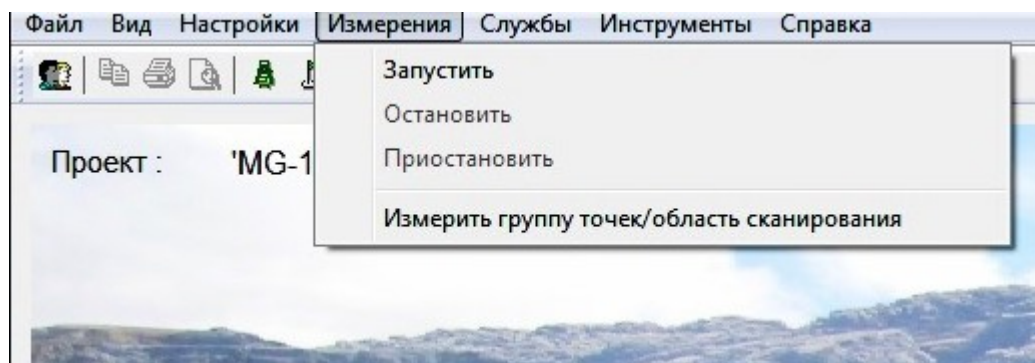 Файл Вид Настройки Измерения Службы Инструменты Справка
Запустить
Остановить
Приостановить
Проект : 'MG-1
Измерить группу точек/область сканирования